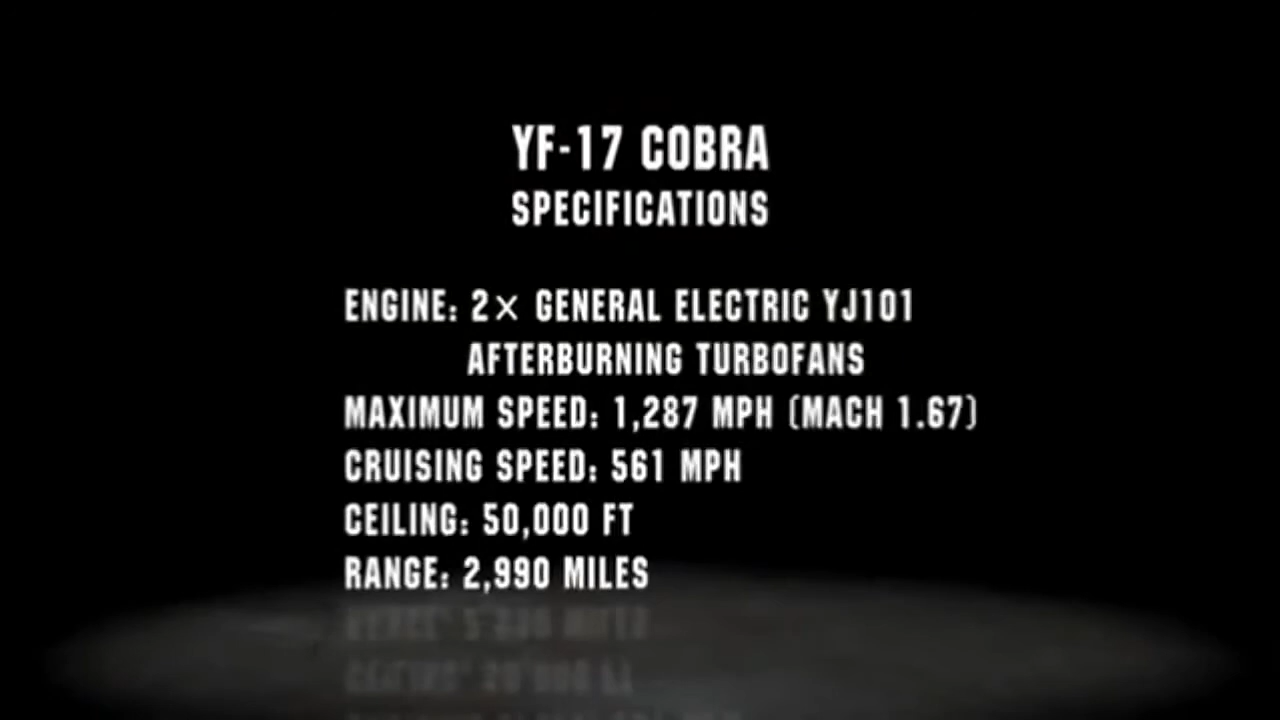 YF-17 COBRA
SPECIFICATIONS
ENGINE: 2× GENERAL ELECTRIC YJ101
AFTERBURNING TURBOFANS
MAXIMUM SPEED: 1,287 MPH (MACH 1.67)
CRUISING SPEED: 561 MPH
CEILING: 50,000 FT
RANGE: 2,990 MILES